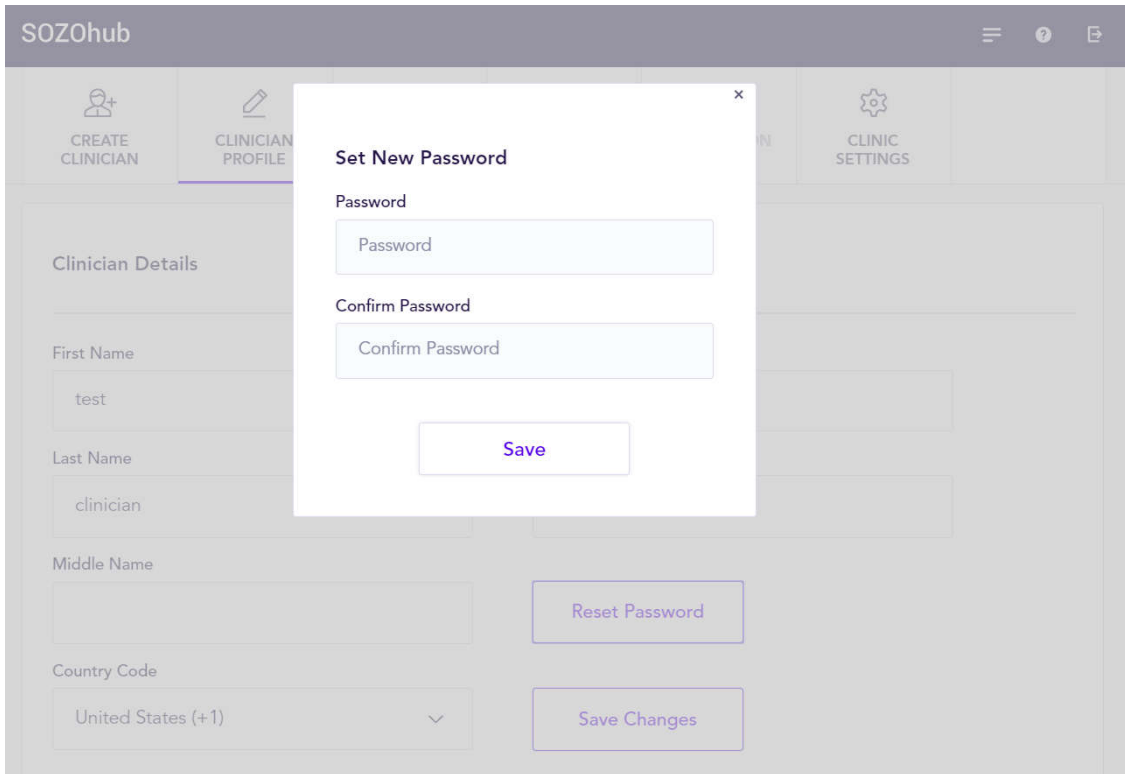 SOZOhub
CREATE
CLINICIAN
CLINICIAN
PROFILE
CLINIC
SETTINGS
Set New Password
Password
Password
Confirm Password
Confirm Password
Save
Clinician Details
First Name
test
Last Name
clinician
Middle Name
Reset Password
Country Code
United States (+1)
Save Changes